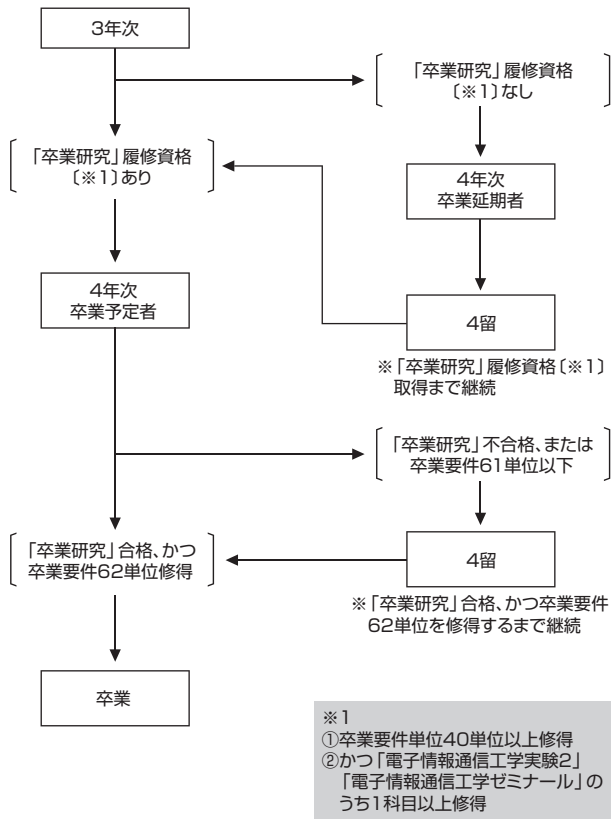 3年次
「卒業研究」履修資格
〔※1〕なし
「卒業研究」履修資格
〔※1〕あり
4年次
卒業延期者
4年次
卒業予定者
4留
※「卒業研究」履修資格〔※1〕
取得まで継続
「卒業研究」不合格、または
卒業要件61単位以下
「卒業研究」合格、かつ
卒業要件62単位修得
4留
※「卒業研究」合格、かつ卒業要件
62単位を修得するまで継続
卒業
※1
①卒業要件単位40単位以上修得
②かつ「電子情報通信工学実験2」
「電子情報通信工学ゼミナール」の
うち1科目以上修得